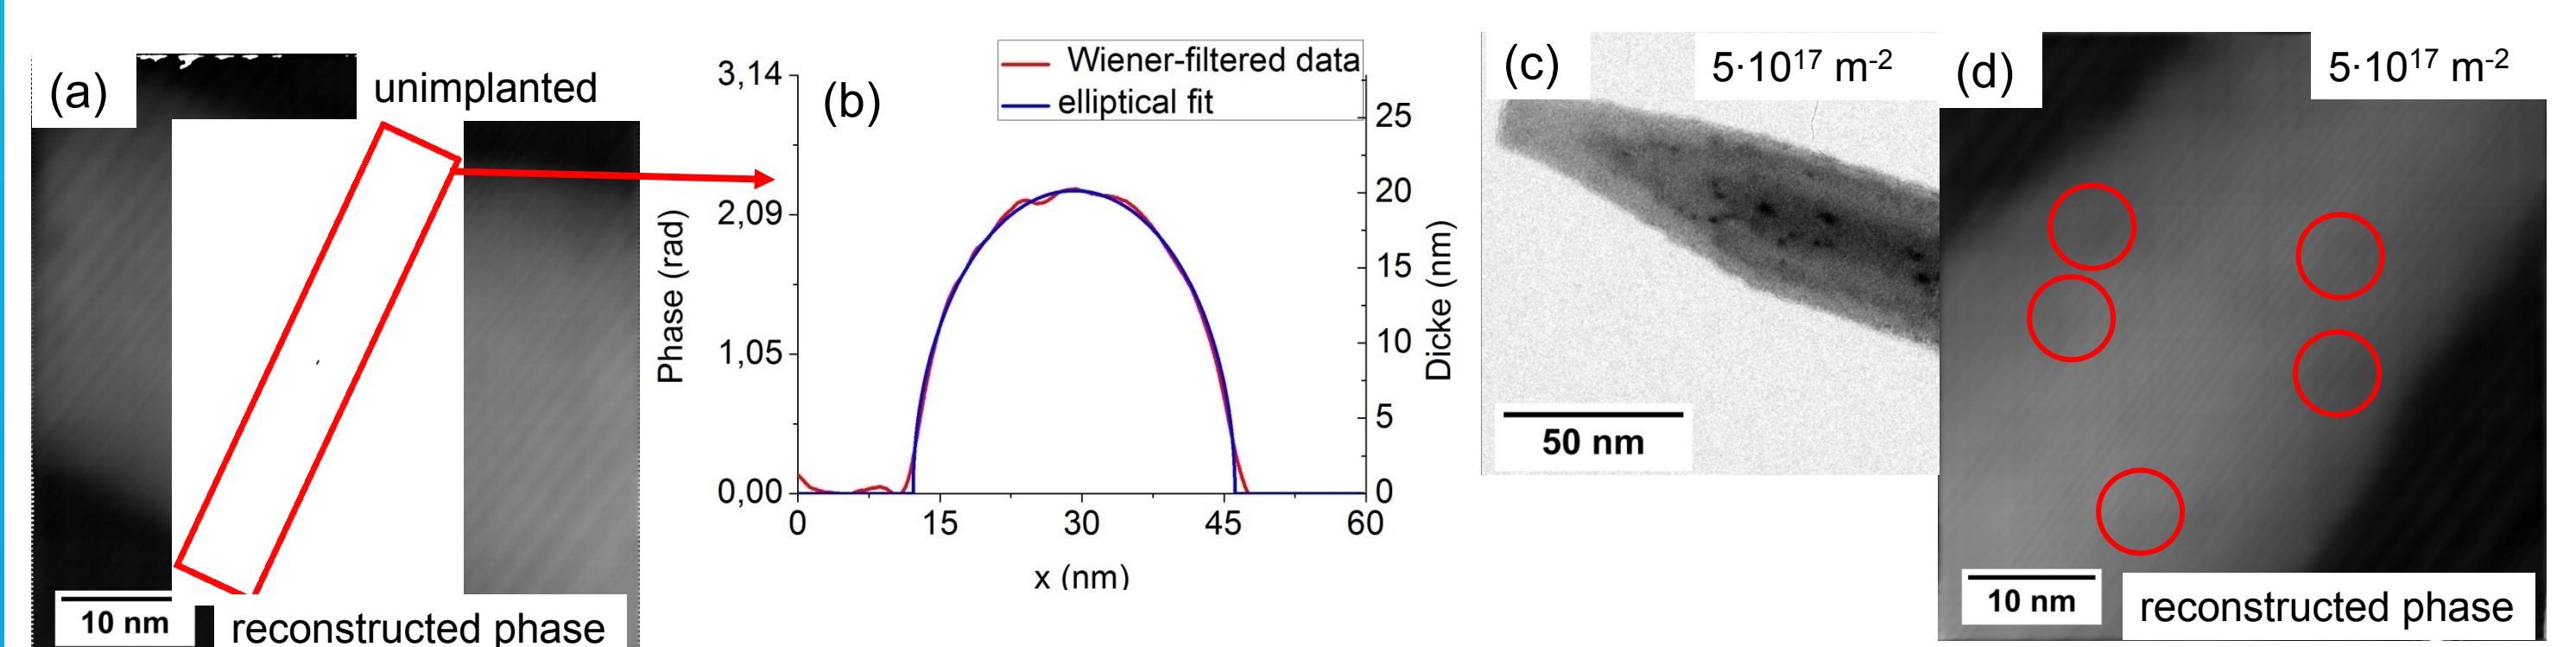 (a)
unimplanted
10 nm
reconstructed phase
(b)
Wiener-filtered data
elliptical fit
3,14
2,09
1,05
0,00
Phase (rad)
0
15
30
45
60
x (nm)
25
20
15
10
5
0
Dicke (nm)
(c)
5·10¹⁷ m⁻²
50 nm
(d)
5·10¹⁷ m⁻²
10 nm
reconstructed phase